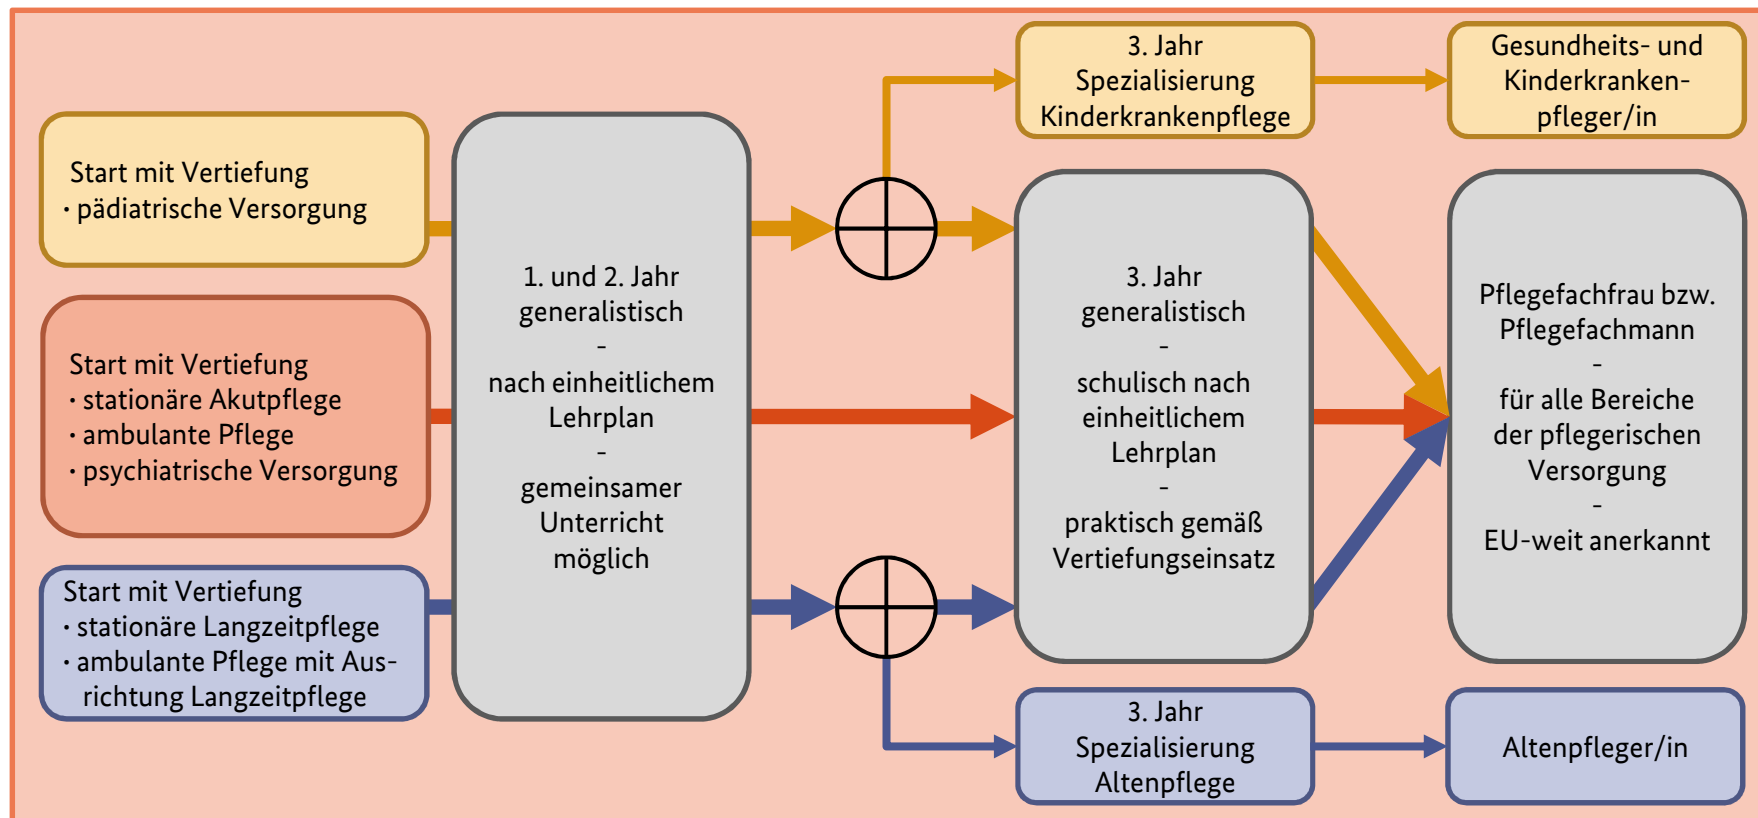 Start mit Vertiefung
· pädiatrische Versorgung
Start mit Vertiefung
· stationäre Akutpflege
· ambulante Pflege
· psychiatrische Versorgung
Start mit Vertiefung
· stationäre Langzeitpflege
· ambulante Pflege mit Aus-
richtung Langzeitpflege
1. und 2. Jahr
generalistisch
-
nach einheitlichem
Lehrplan
-
gemeinsamer
Unterricht
möglich
3. Jahr
Spezialisierung
Kinderkrankenpflege
3. Jahr
generalistisch
-
schulisch nach
einheitlichem
Lehrplan
-
praktisch gemäß
Vertiefungseinsatz
3. Jahr
Spezialisierung
Altenpflege
Gesundheits- und
Kinderkranken-
pfleger/in
Pflegefachfrau bzw.
Pflegefachmann
-
für alle Bereiche
der pflegerischen
Versorgung
-
EU-weit anerkannt
Altenpfleger/in